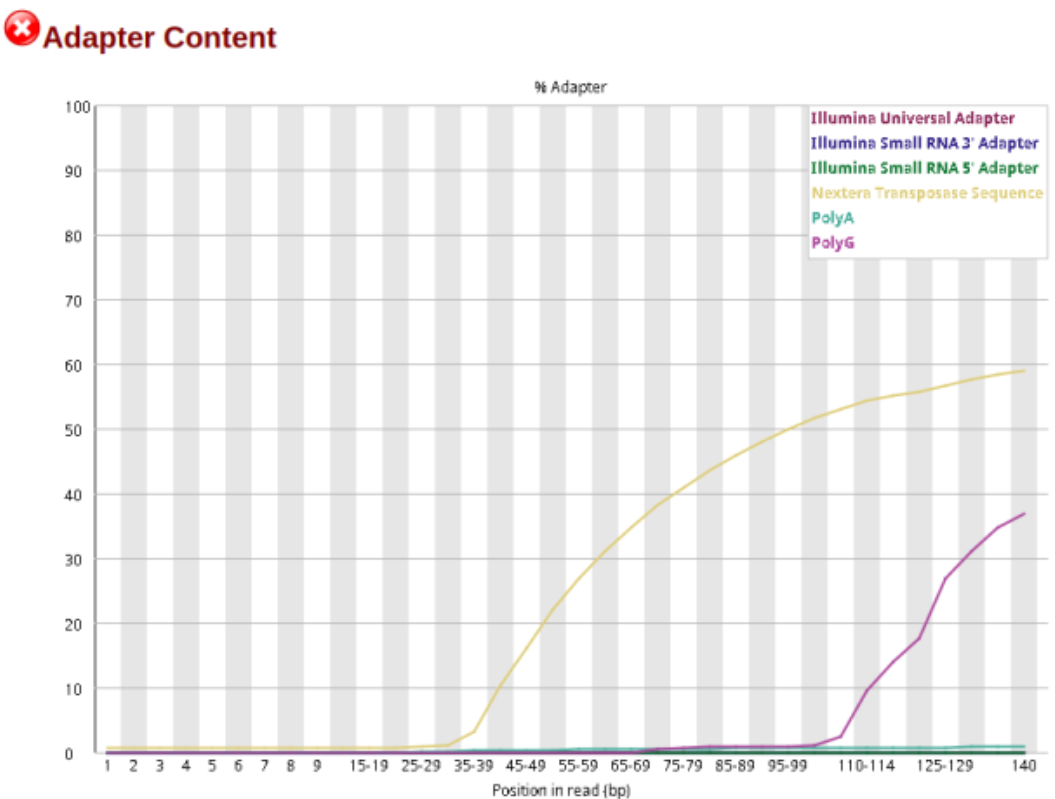 Adapter Content
% Adapter
Illumina Universal Adapter
Illumina Small RNA 3' Adapter
Illumina Small RNA 5' Adapter
Nextera Transposase Sequence
PolyA
PolyG
100
90
80
70
60
50
40
30
20
10
0
1 2 3 4 5 6 7 8 9 15-19 25-29 35-39 45-49 55-59 65-69 75-79 85-89 95-99 110-114 125-129 140
Position in read (bp)